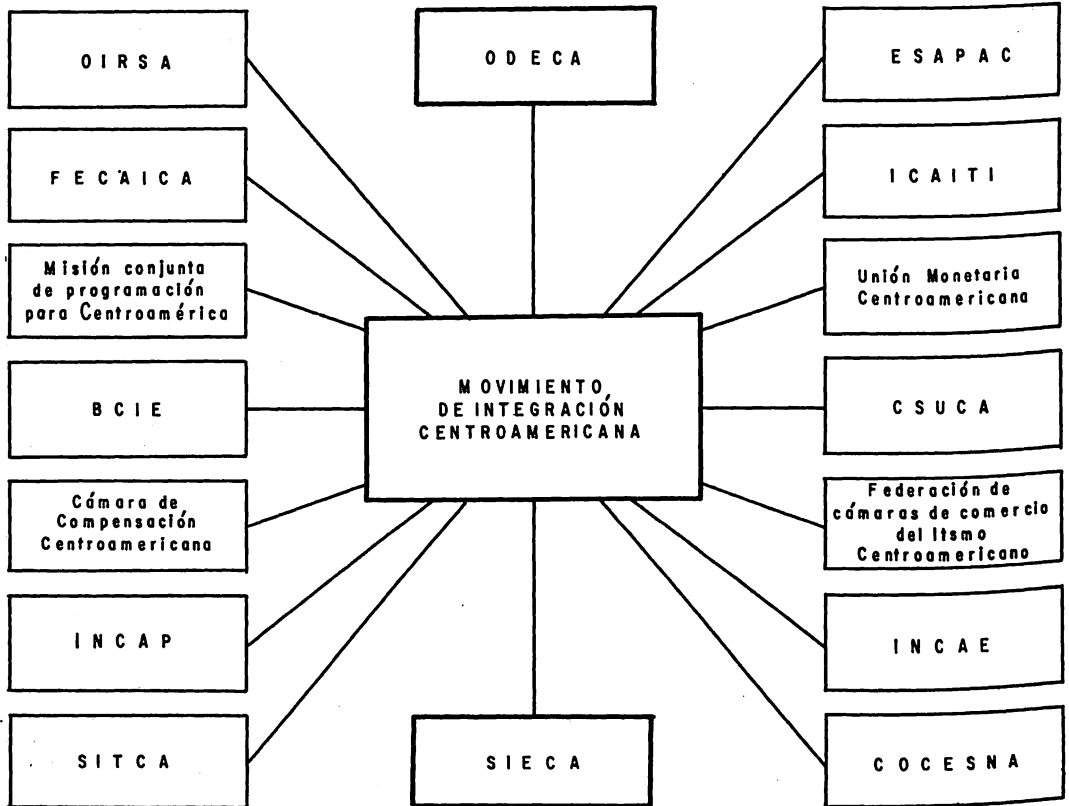 OIRSA
ODECA
ESAPAC
FECAICA
ICAITI
Misión conjunta
de programación
para Centroamérica
Unión Monetaria
Centroamericana
MOVIMIENTO
DE INTEGRACIÓN
CENTROAMERICANA
BCIE
CSUCA
Cámara de
Compensación
Centroamericana
Federación de
cámaras de comercio
del Itsmo
Centroamericano
INCAP
INCAE
SITCA
SIECA
COCESNA